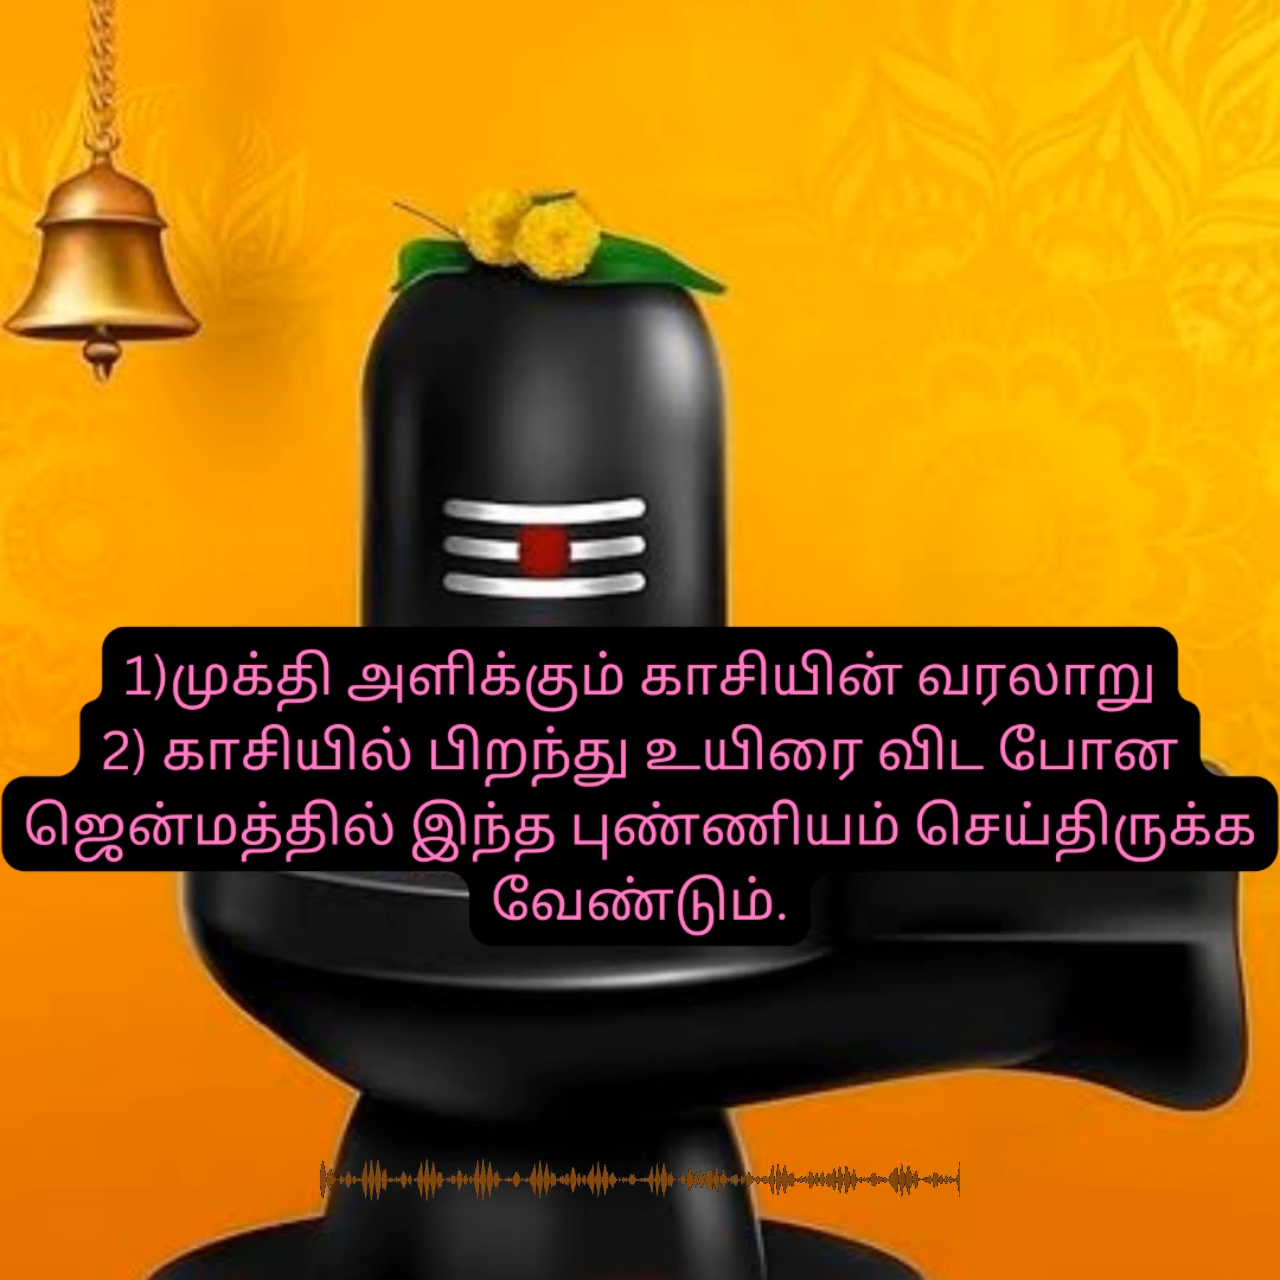 1)முக்தி அளிக்கும் காசியின் வரலாறு
2) காசியில் பிறந்து உயிரை விட போன
ஜென்மத்தில் இந்த புண்ணியம் செய்திருக்க
வேண்டும்.